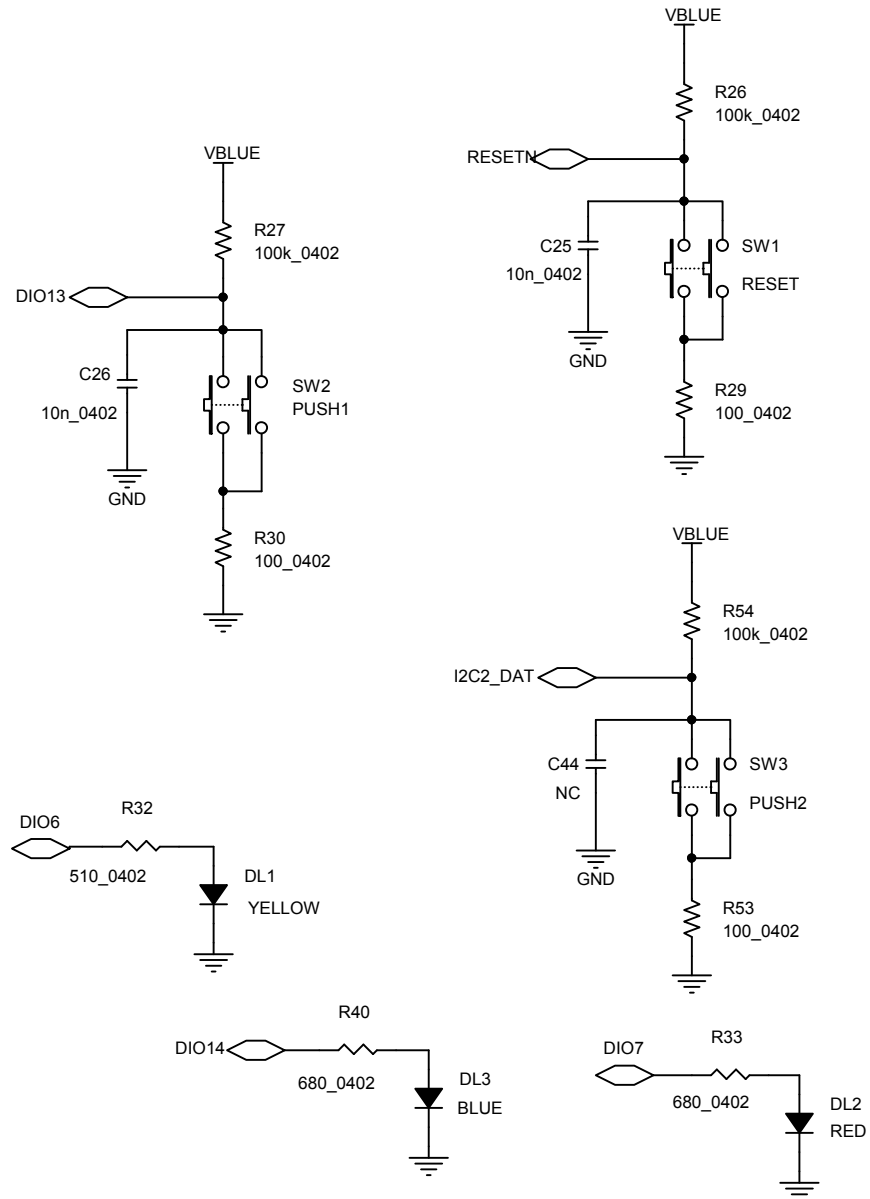 VBLUE
R26
100k_0402
RESETN
C25
10n_0402
SW1
RESET
GND
R29
100_0402
VBLUE
R27
100k_0402
DIO13
C26
10n_0402
SW2
PUSH1
GND
R30
100_0402
VBLUE
R54
100k_0402
I2C2_DAT
C44
NC
SW3
PUSH2
GND
R53
100_0402
DIO6
R32
510_0402
DL1
YELLOW
DIO14
R40
680_0402
DL3
BLUE
DIO7
R33
680_0402
DL2
RED